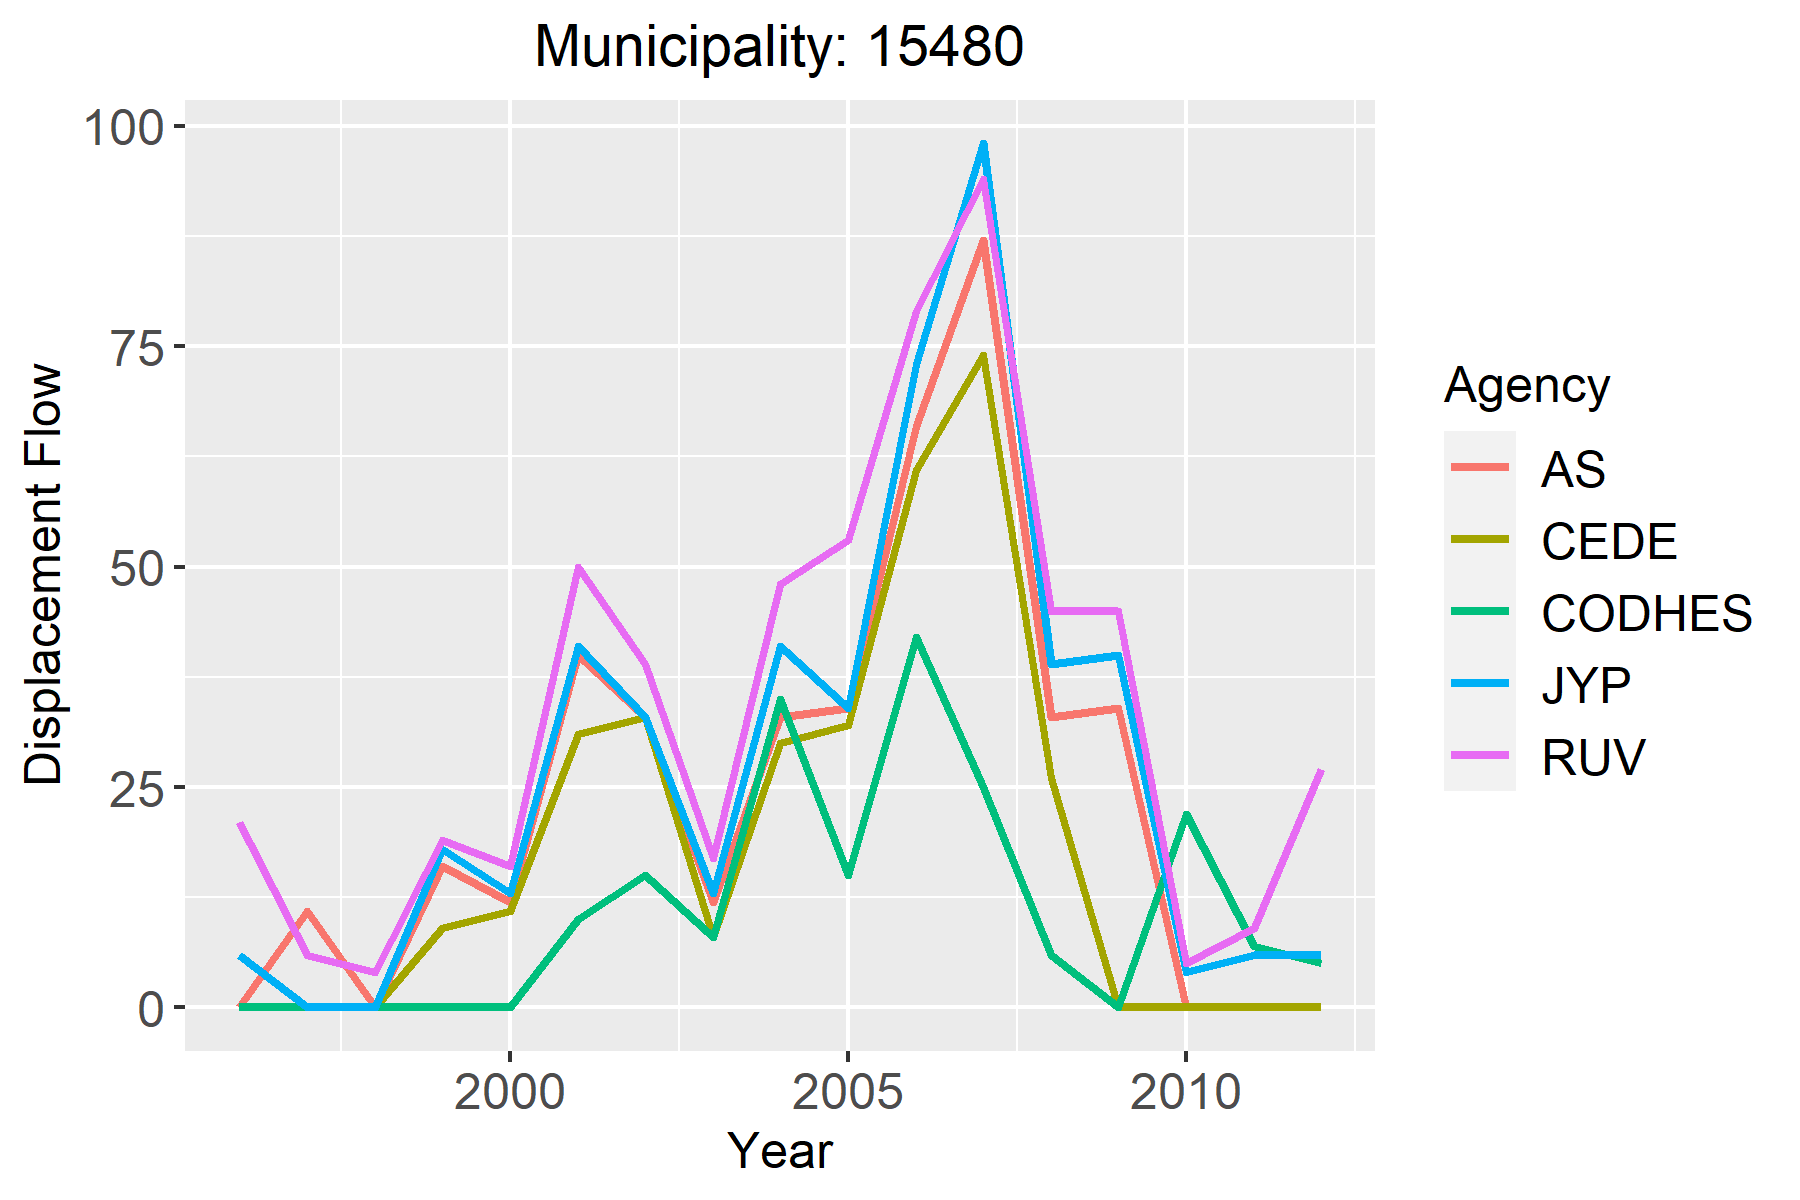 Municipality: 15480
100
75
50
25
0
Displacement Flow
2000 2005 2010
Year
Agency
AS
CEDE
CODHES
JYP
RUV